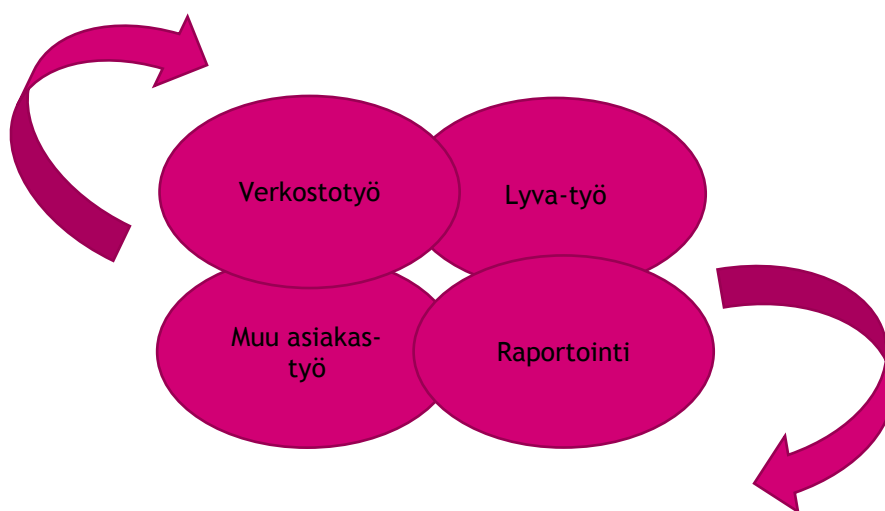 Verkostotyö
Lyva-työ
Muu asiakas-
työ
Raportointi